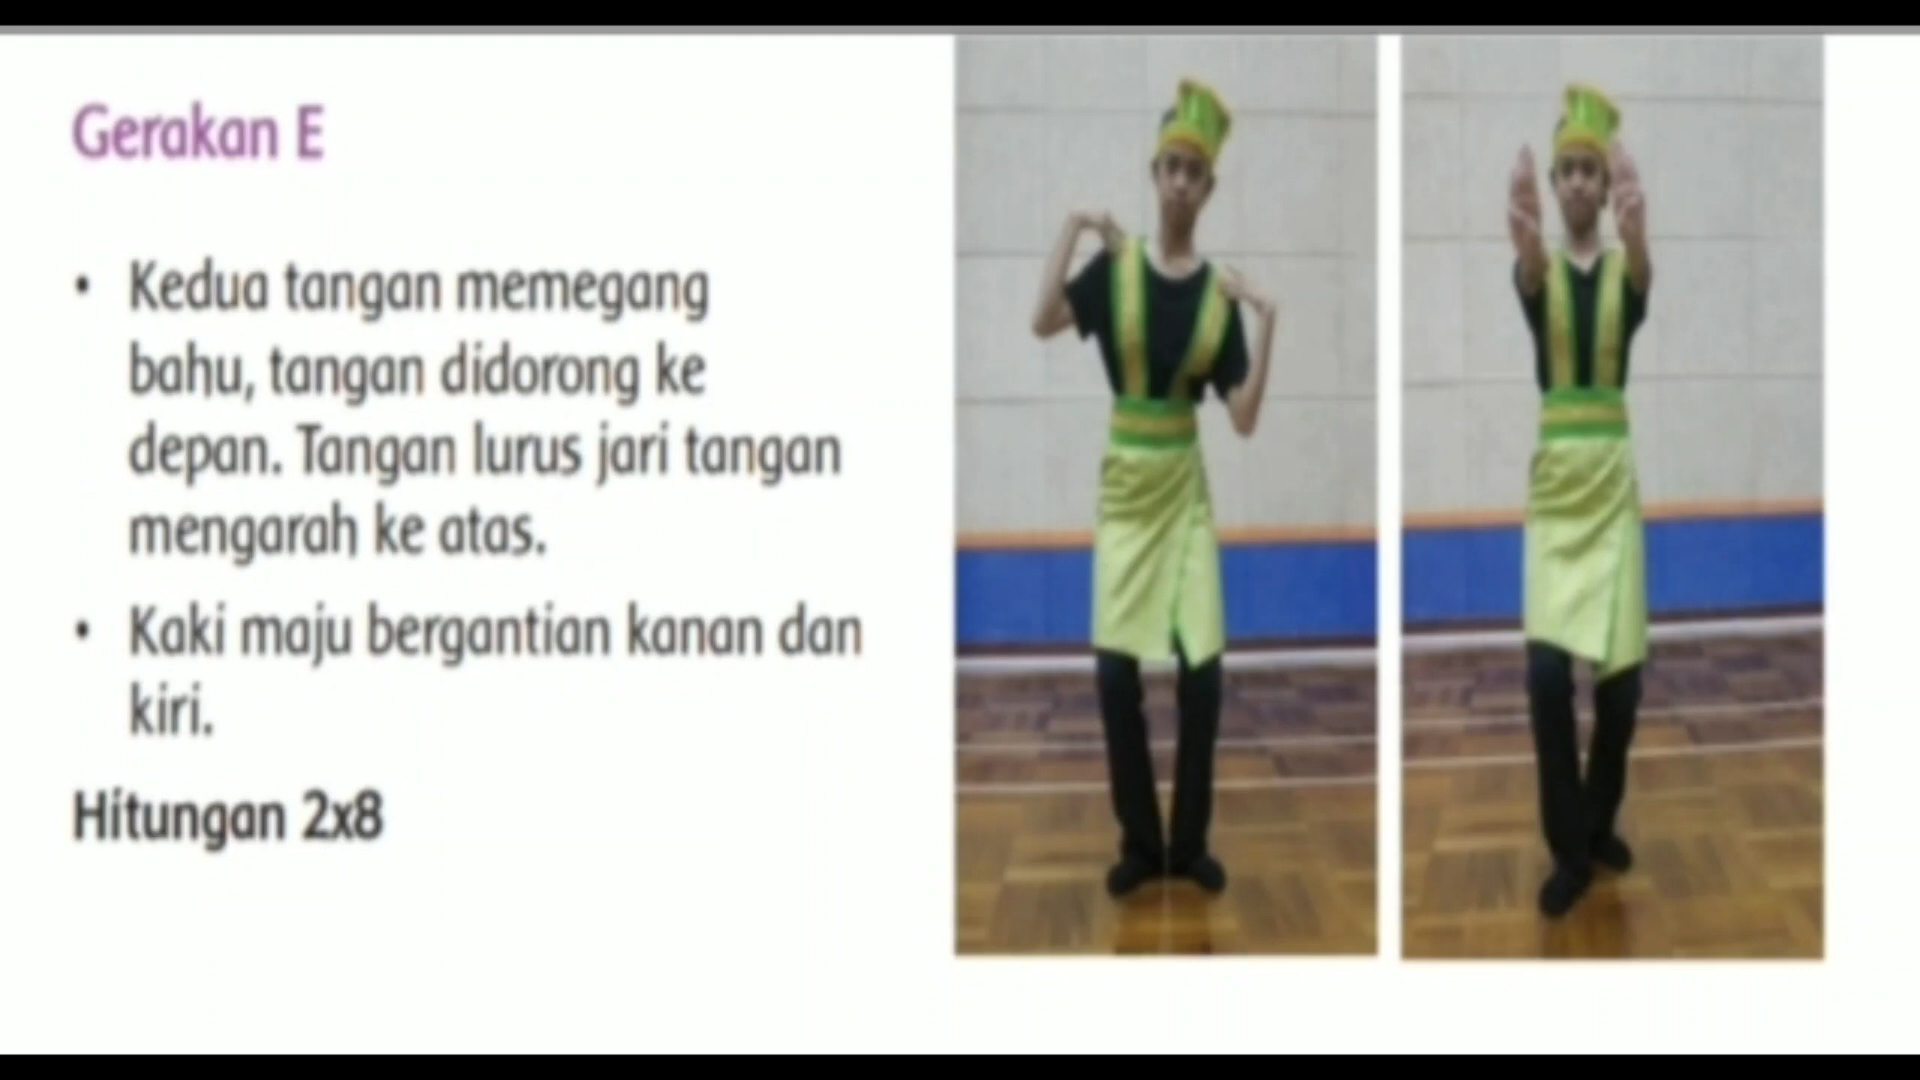 Gerakan E
• Kedua tangan memegang
bahu, tangan didorong ke
depan. Tangan lurus jari tangan
mengarah ke atas.
• Kaki maju bergantian kanan dan
kiri.
Hitungan 2x8